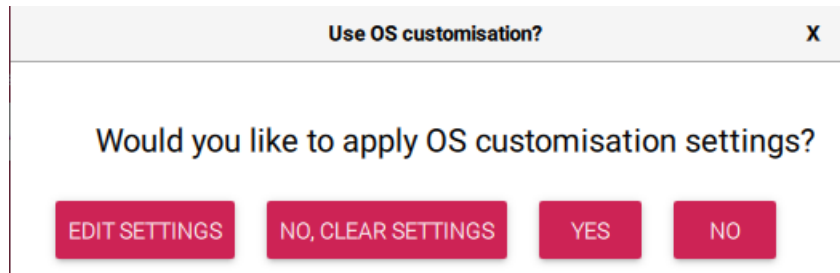 Use OS customisation? X
Would you like to apply OS customisation settings?
EDIT SETTINGS NO, CLEAR SETTINGS YES NO